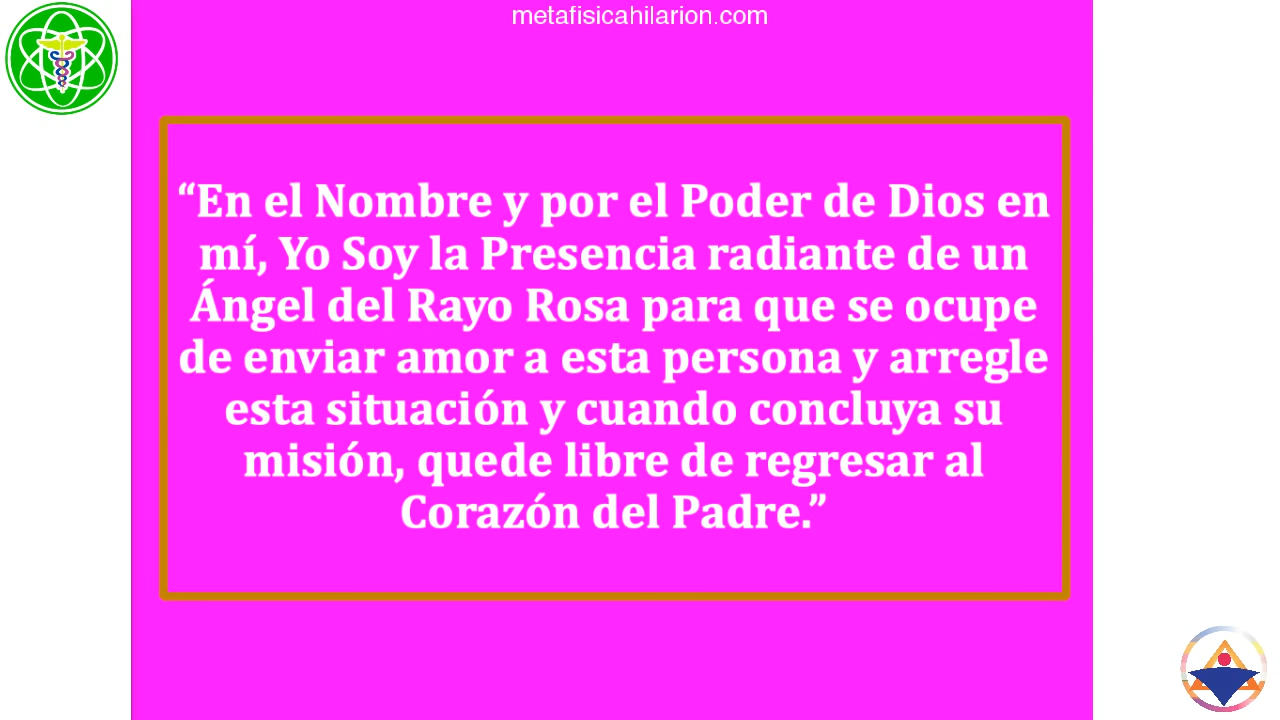 metafisicahilarion.com
“En el Nombre y por el Poder de Dios en
mí, Yo Soy la Presencia radiante de un
Ángel del Rayo Rosa para que se ocupe
de enviar amor a esta persona y arregle
esta situación y cuando concluya su
misión, quede libre de regresar al
Corazón del Padre.”